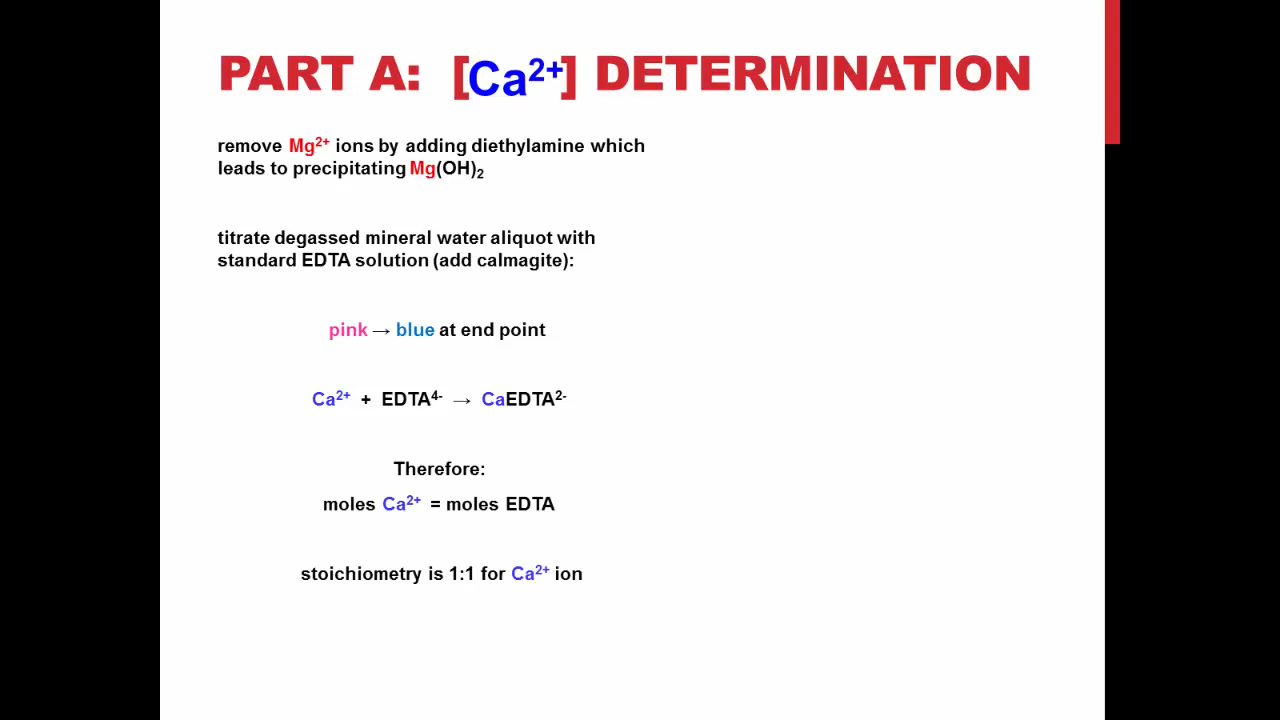 PART A: [Ca²⁺] DETERMINATION
remove Mg²⁺ ions by adding diethylamine which
leads to precipitating Mg(OH)₂
titrate degassed mineral water aliquot with
standard EDTA solution (add calmagite):
pink → blue at end point
Ca²⁺ + EDTA⁴⁻ → CaEDTA²⁻
Therefore:
moles Ca²⁺ = moles EDTA
stoichiometry is 1:1 for Ca²⁺ ion